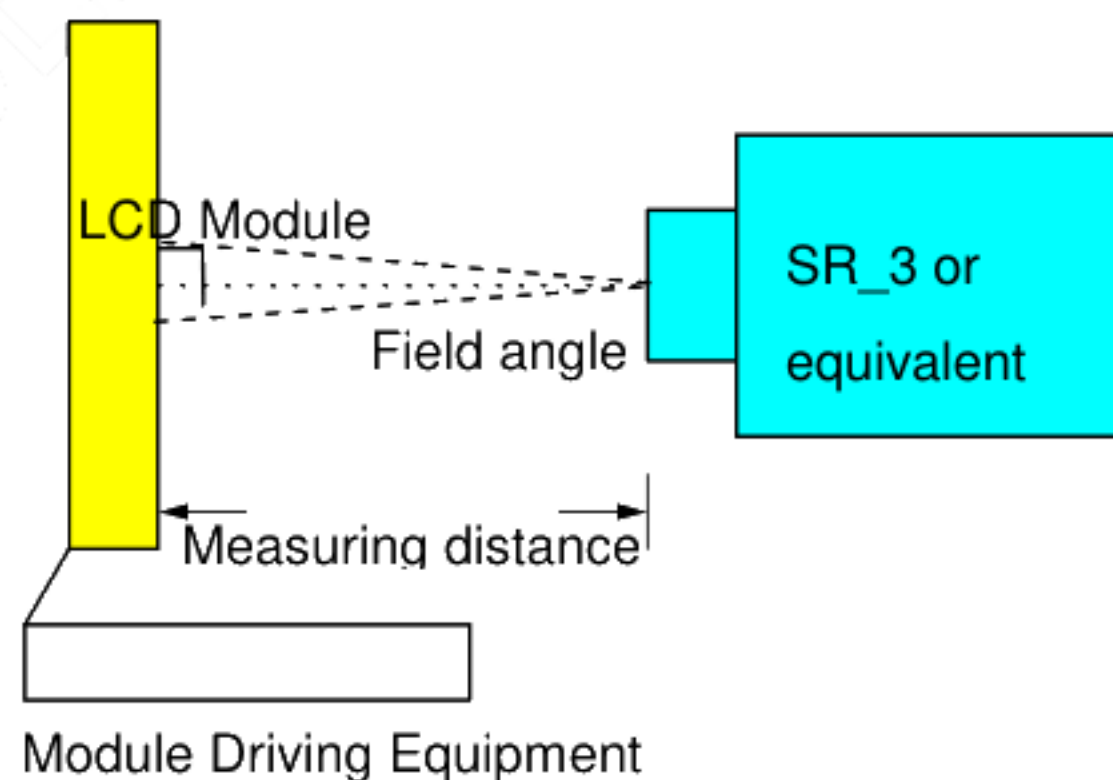 LCD Module
SR_3 or
equivalent
Field angle
Measuring distance
Module Driving Equipment